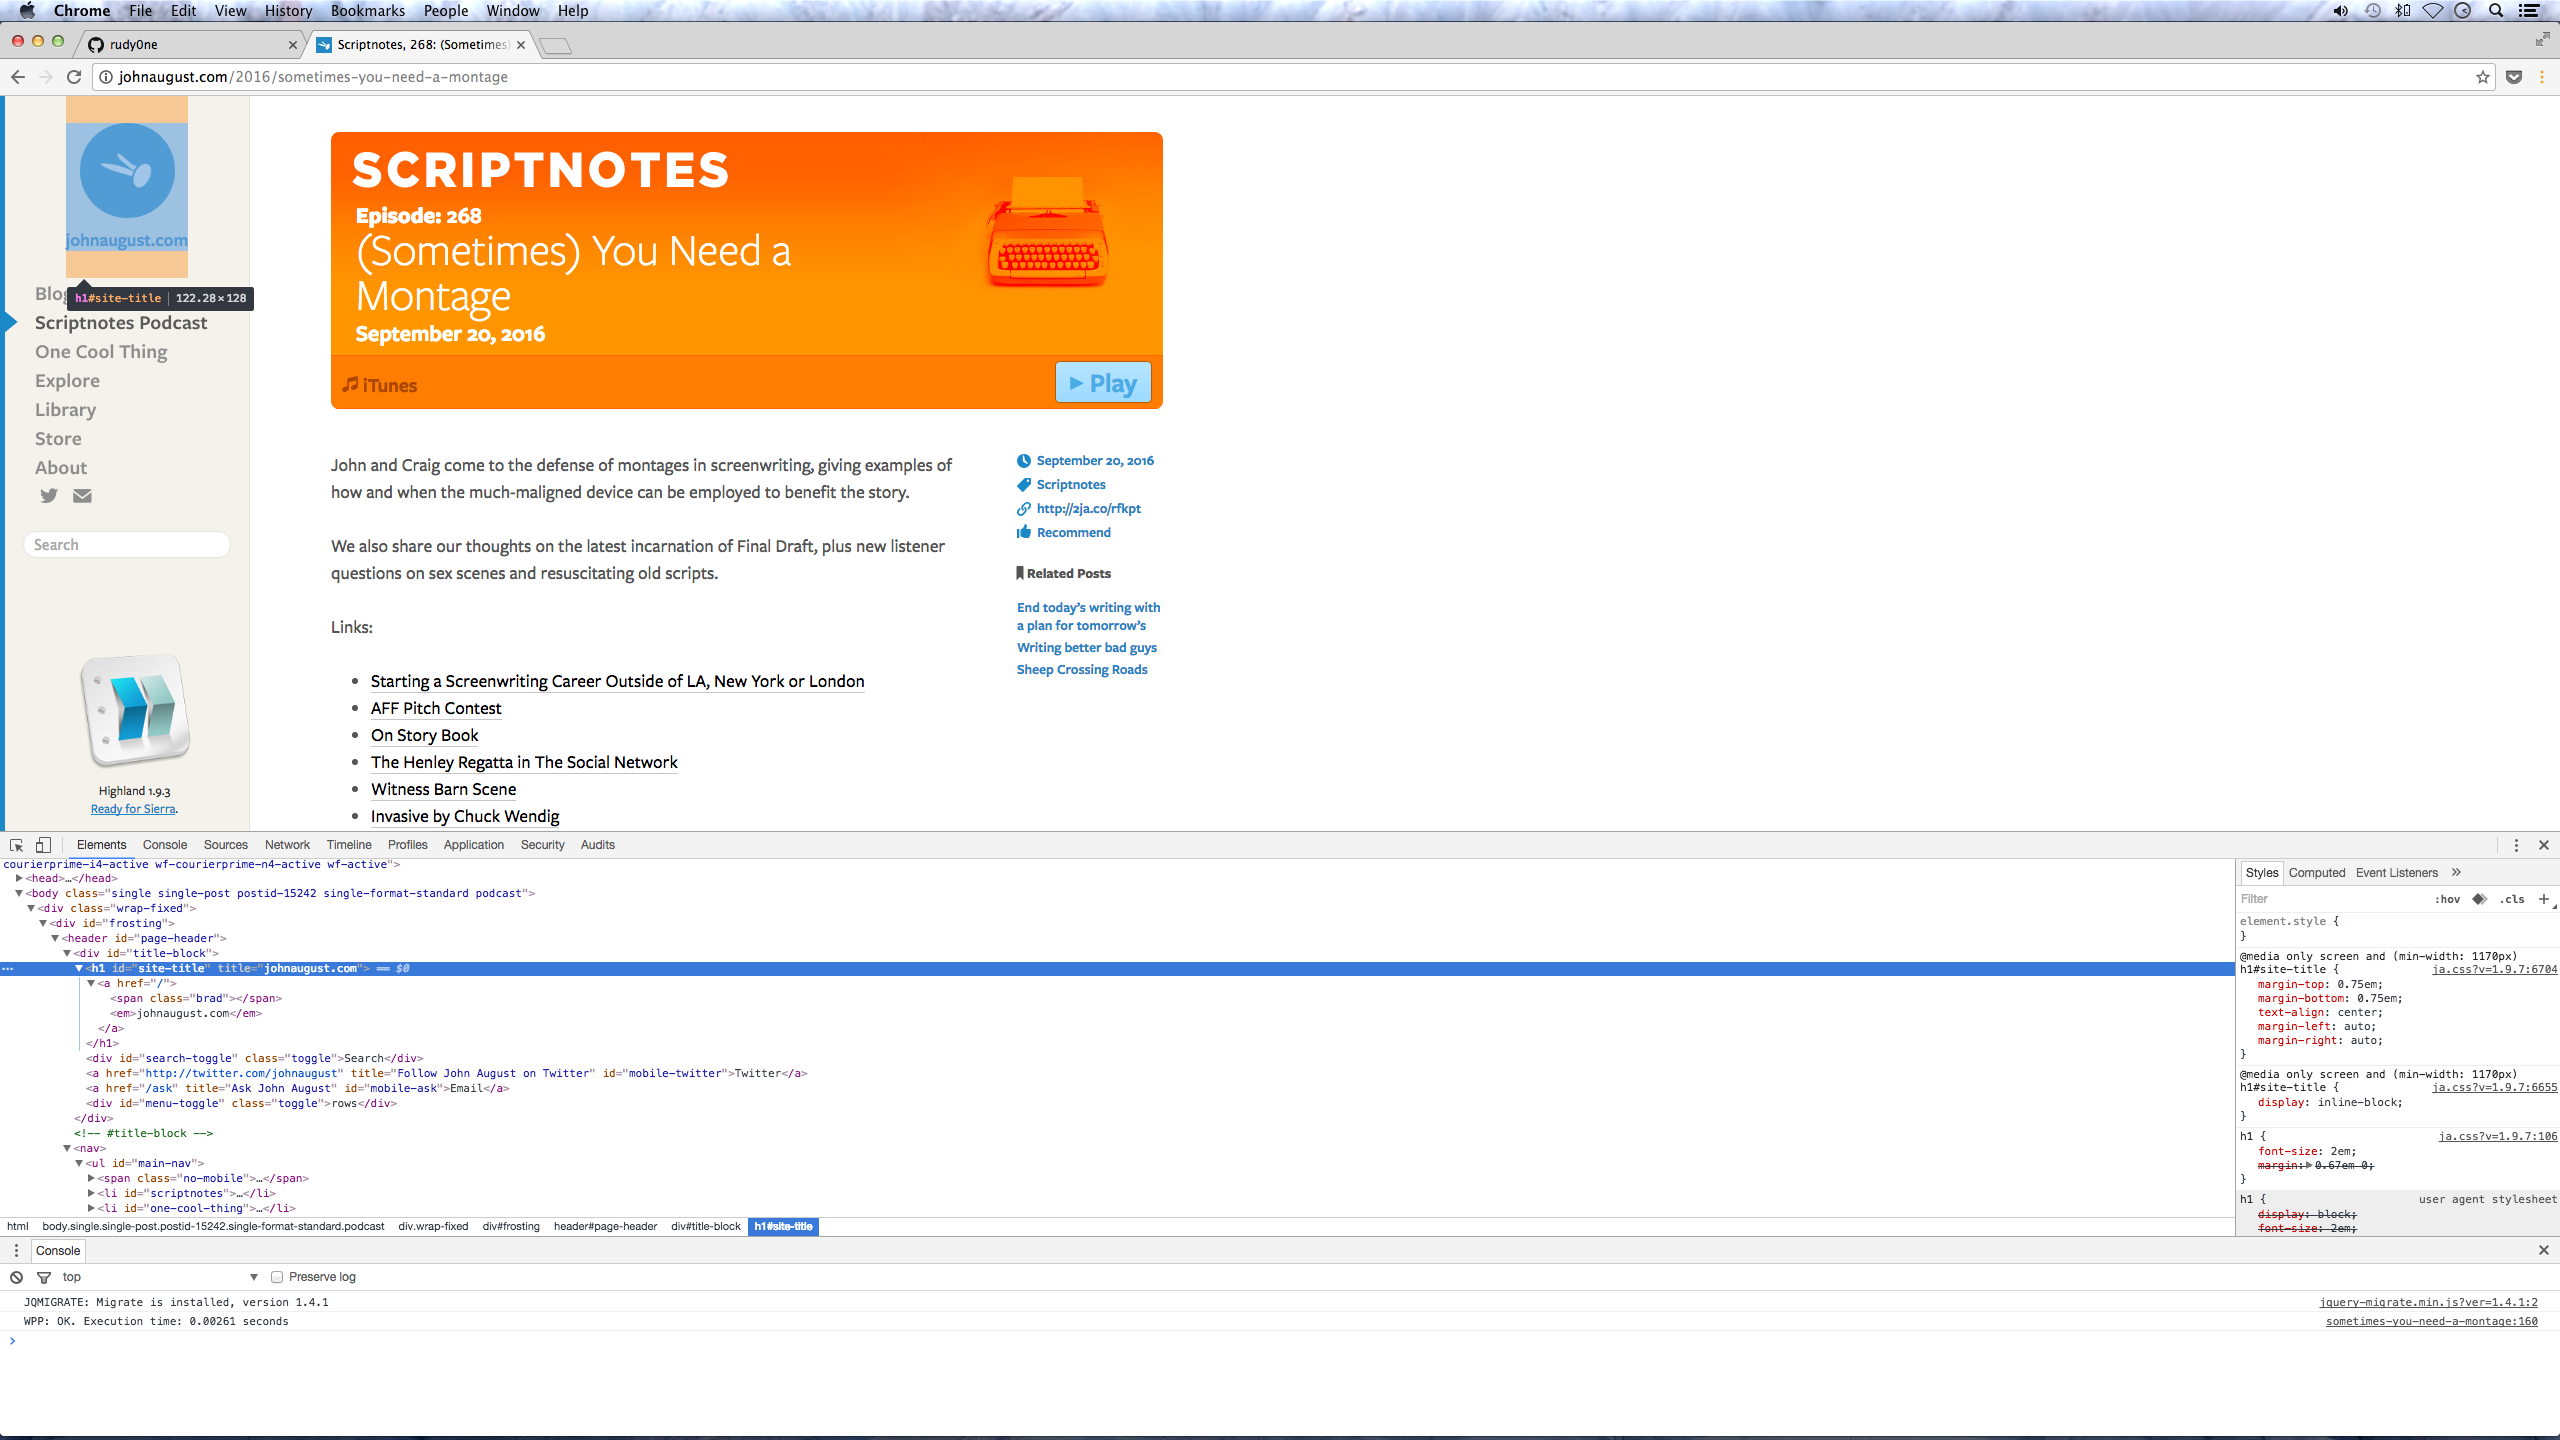 Chrome File Edit View History Bookmarks People Window Help
rudy0ne
Scriptnotes, 268: (Sometimes)
johnaugust.com/2016/sometimes-you-need-a-montage
johnaugust.com
h1#site-title 122.28×128
Blog
Scriptnotes Podcast
One Cool Thing
Explore
Library
Store
About
Search
Highland 1.9.3
Ready for Sierra.
SCRIPTNOTES
Episode: 268
(Sometimes) You Need a
Montage
September 20, 2016
iTunes
Play
John and Craig come to the defense of montages in screenwriting, giving examples of
how and when the much-maligned device can be employed to benefit the story.
We also share our thoughts on the latest incarnation of Final Draft, plus new listener
questions on sex scenes and resuscitating old scripts.
Links:
Starting a Screenwriting Career Outside of LA, New York or London
AFF Pitch Contest
On Story Book
The Henley Regatta in The Social Network
Witness Barn Scene
Invasive by Chuck Wendig
September 20, 2016
Scriptnotes
http://2ja.co/rfkpt
Recommend
Related Posts
End today's writing with
a plan for tomorrow's
Writing better bad guys
Sheep Crossing Roads
Elements Console Sources Network Timeline Profiles Application Security Audits
courierprime-i4-active wf-courierprime-n4-active wf-active">
<head>…</head>
<body class="single single-post postid-15242 single-format-standard podcast">
<div class="wrap-fixed">
<div id="frosting">
<header id="page-header">
<div id="title-block">
<h1 id="site-title" title="johnaugust.com"> == $0
<a href="/">
<span class="brad"></span>
<em>johnaugust.com</em>
</a>
</h1>
<div id="search-toggle" class="toggle">Search</div>
<a href="http://twitter.com/johnaugust" title="Follow John August on Twitter" id="mobile-twitter">Twitter</a>
<a href="/ask" title="Ask John August" id="mobile-ask">Email</a>
<div id="menu-toggle" class="toggle">rows</div>
</div>
<!-- #title-block -->
<nav>
<ul id="main-nav">
<span class="no-mobile">…</span>
<li id="scriptnotes">…</li>
<li id="one-cool-thing">…</li>
html body.single.single-post.postid-15242.single-format-standard.podcast div.wrap-fixed div#frosting header#page-header div#title-block h1#site-title
Styles Computed Event Listeners »
Filter :hov .cls +
element.style {
}
@media only screen and (min-width: 1170px)
h1#site-title { ja.css?v=1.9.7:6704
margin-top: 0.75em;
margin-bottom: 0.75em;
text-align: center;
margin-left: auto;
margin-right: auto;
}
@media only screen and (min-width: 1170px)
h1#site-title { ja.css?v=1.9.7:6655
display: inline-block;
}
h1 { ja.css?v=1.9.7:106
font-size: 2em;
margin: 0.67em 0;
}
h1 { user agent stylesheet
display: block;
font-size: 2em;
Console
top Preserve log
JQMIGRATE: Migrate is installed, version 1.4.1 jquery-migrate.min.js?ver=1.4.1:2
WPP: OK. Execution time: 0.00261 seconds sometimes-you-need-a-montage:160